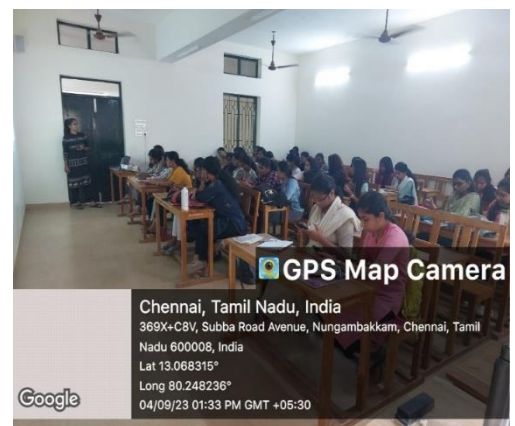 GPS Map Camera
Chennai, Tamil Nadu, India
369X+C8V, Subba Road Avenue, Nungambakkam, Chennai, Tamil
Nadu 600008, India
Lat 13.068315°
Long 80.248236°
04/09/23 01:33 PM GMT +05:30
Google